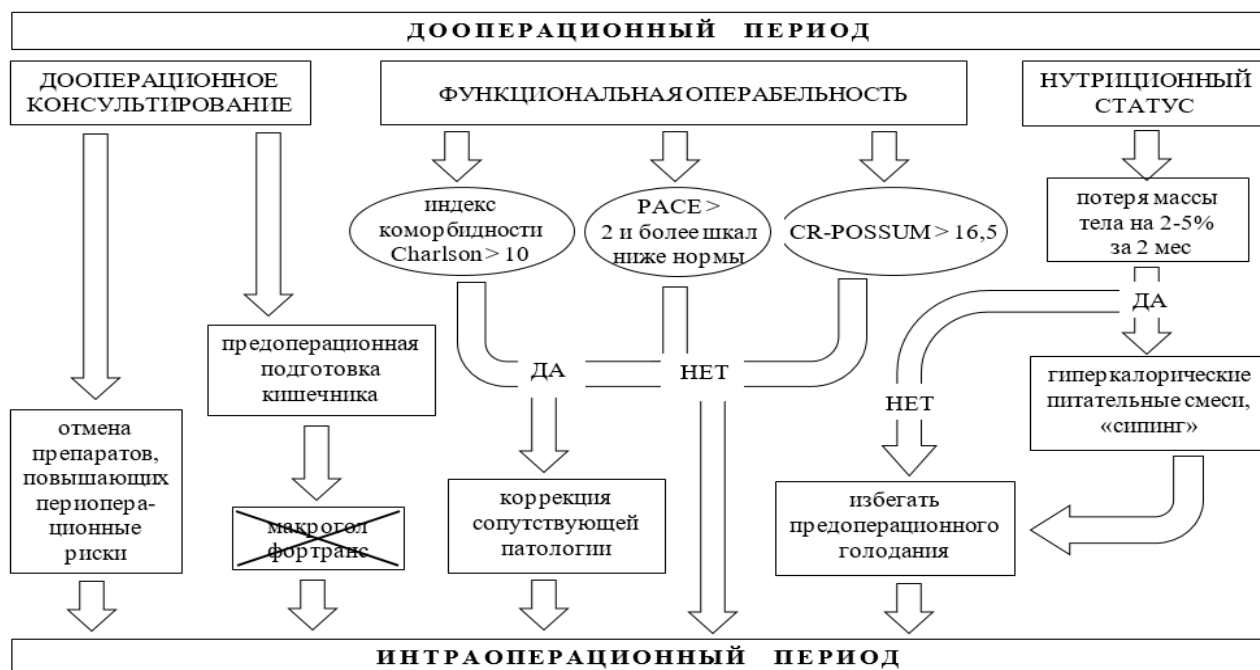 ДООПЕРАЦИОННЫЙ ПЕРИОД
ДООПЕРАЦИОННОЕ
КОНСУЛЬТИРОВАНИЕ
ФУНКЦИОНАЛЬНАЯ ОПЕРАБЕЛЬНОСТЬ
НУТРИЦИОННЫЙ
СТАТУС
индекс
коморбидности
Charlson > 10
PACE >
2 и более шкал
ниже нормы
CR-POSSUM > 16,5
потеря массы
тела на 2-5%
за 2 мес
предоперационная
подготовка
кишечника
ДА
НЕТ
НЕТ
ДА
гиперкалорические
питательные смеси,
«сипинг»
отмена
препаратов,
повышающих
периопера-
ционные
риски
макрогол
фортранс
коррекция
сопутствующей
патологии
избегать
предоперационного
голодания
ИНТРАОПЕРАЦИОННЫЙ ПЕРИОД